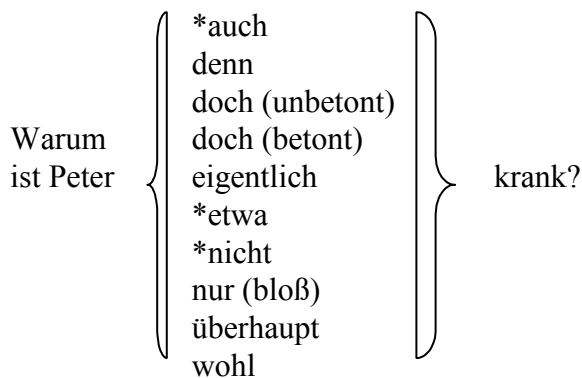 *auch
denn
doch (unbetont)
Warum doch (betont)
ist Peter eigentlich krank?
*etwa
*nicht
nur (bloß)
überhaupt
wohl